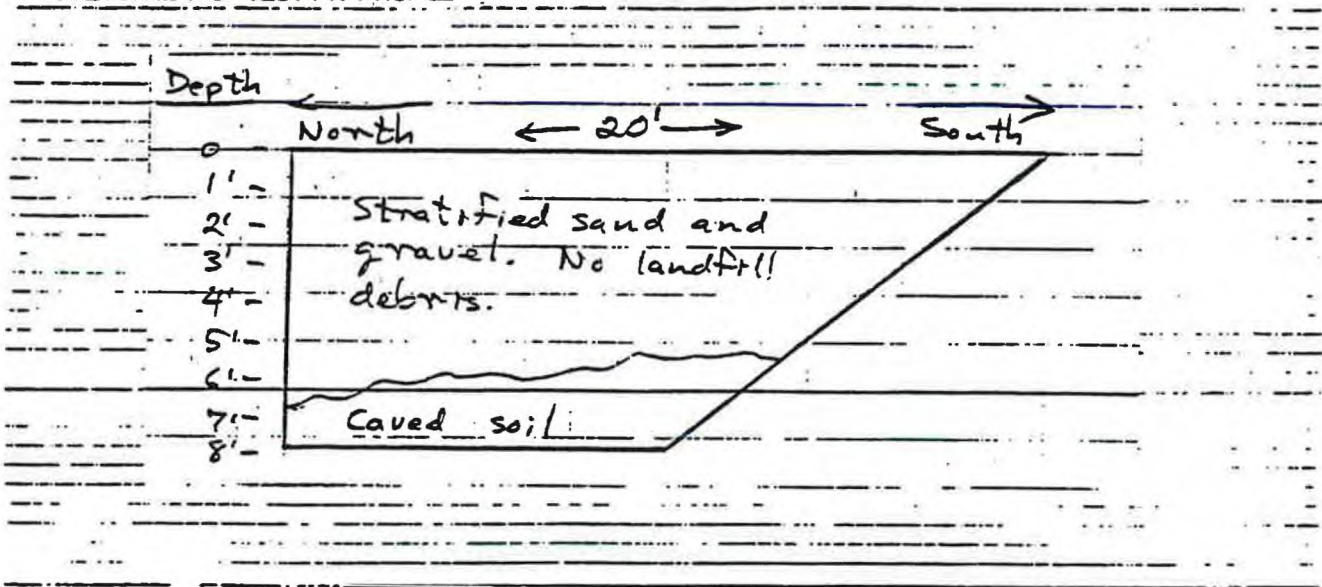 Depth
North ← 20' → South
0
1'-
2'-
3'-
4'-
5'-
6'-
7'-
8'-
Stratified sand and
gravel. No landfill
debris.
Caved soil